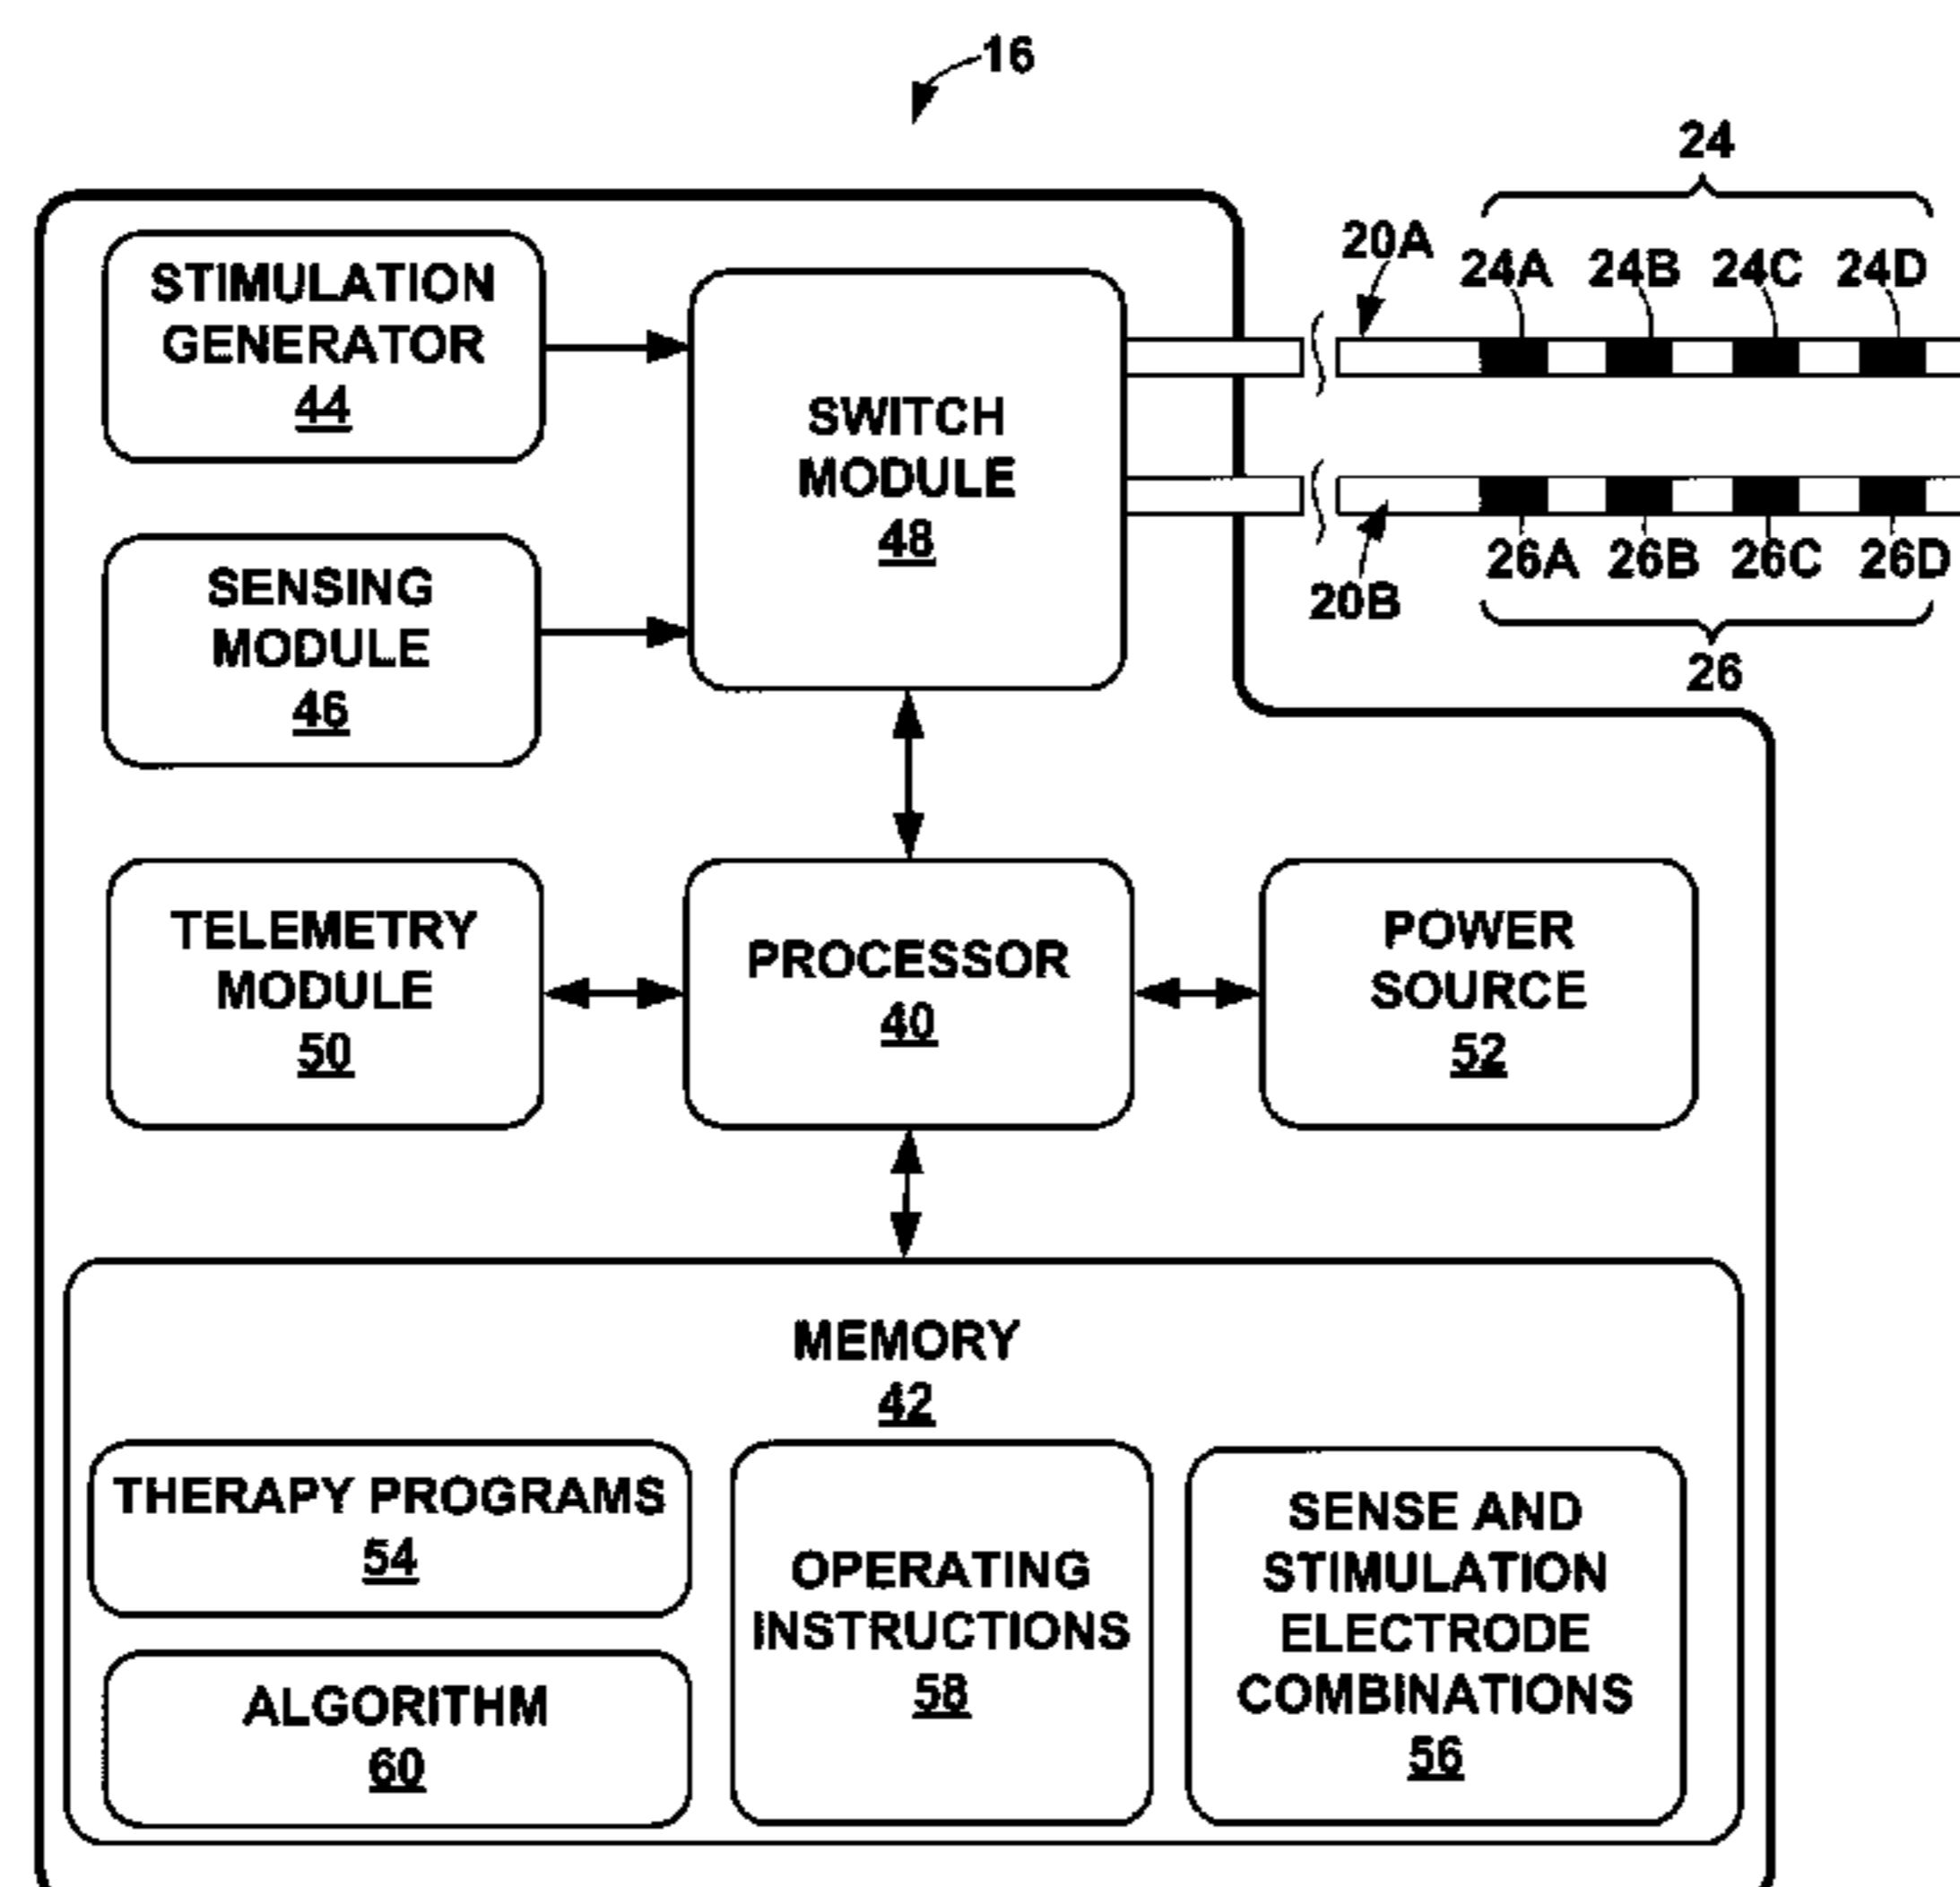 16
24
20A
24A 24B 24C 24D
STIMULATION
GENERATOR
44
SWITCH
MODULE
48
SENSING
MODULE
46
26A 26B 26C 26D
20B
26
TELEMETRY
MODULE
50
PROCESSOR
40
POWER
SOURCE
52
MEMORY
42
THERAPY PROGRAMS
54
ALGORITHM
60
OPERATING
INSTRUCTIONS
58
SENSE AND
STIMULATION
ELECTRODE
COMBINATIONS
56